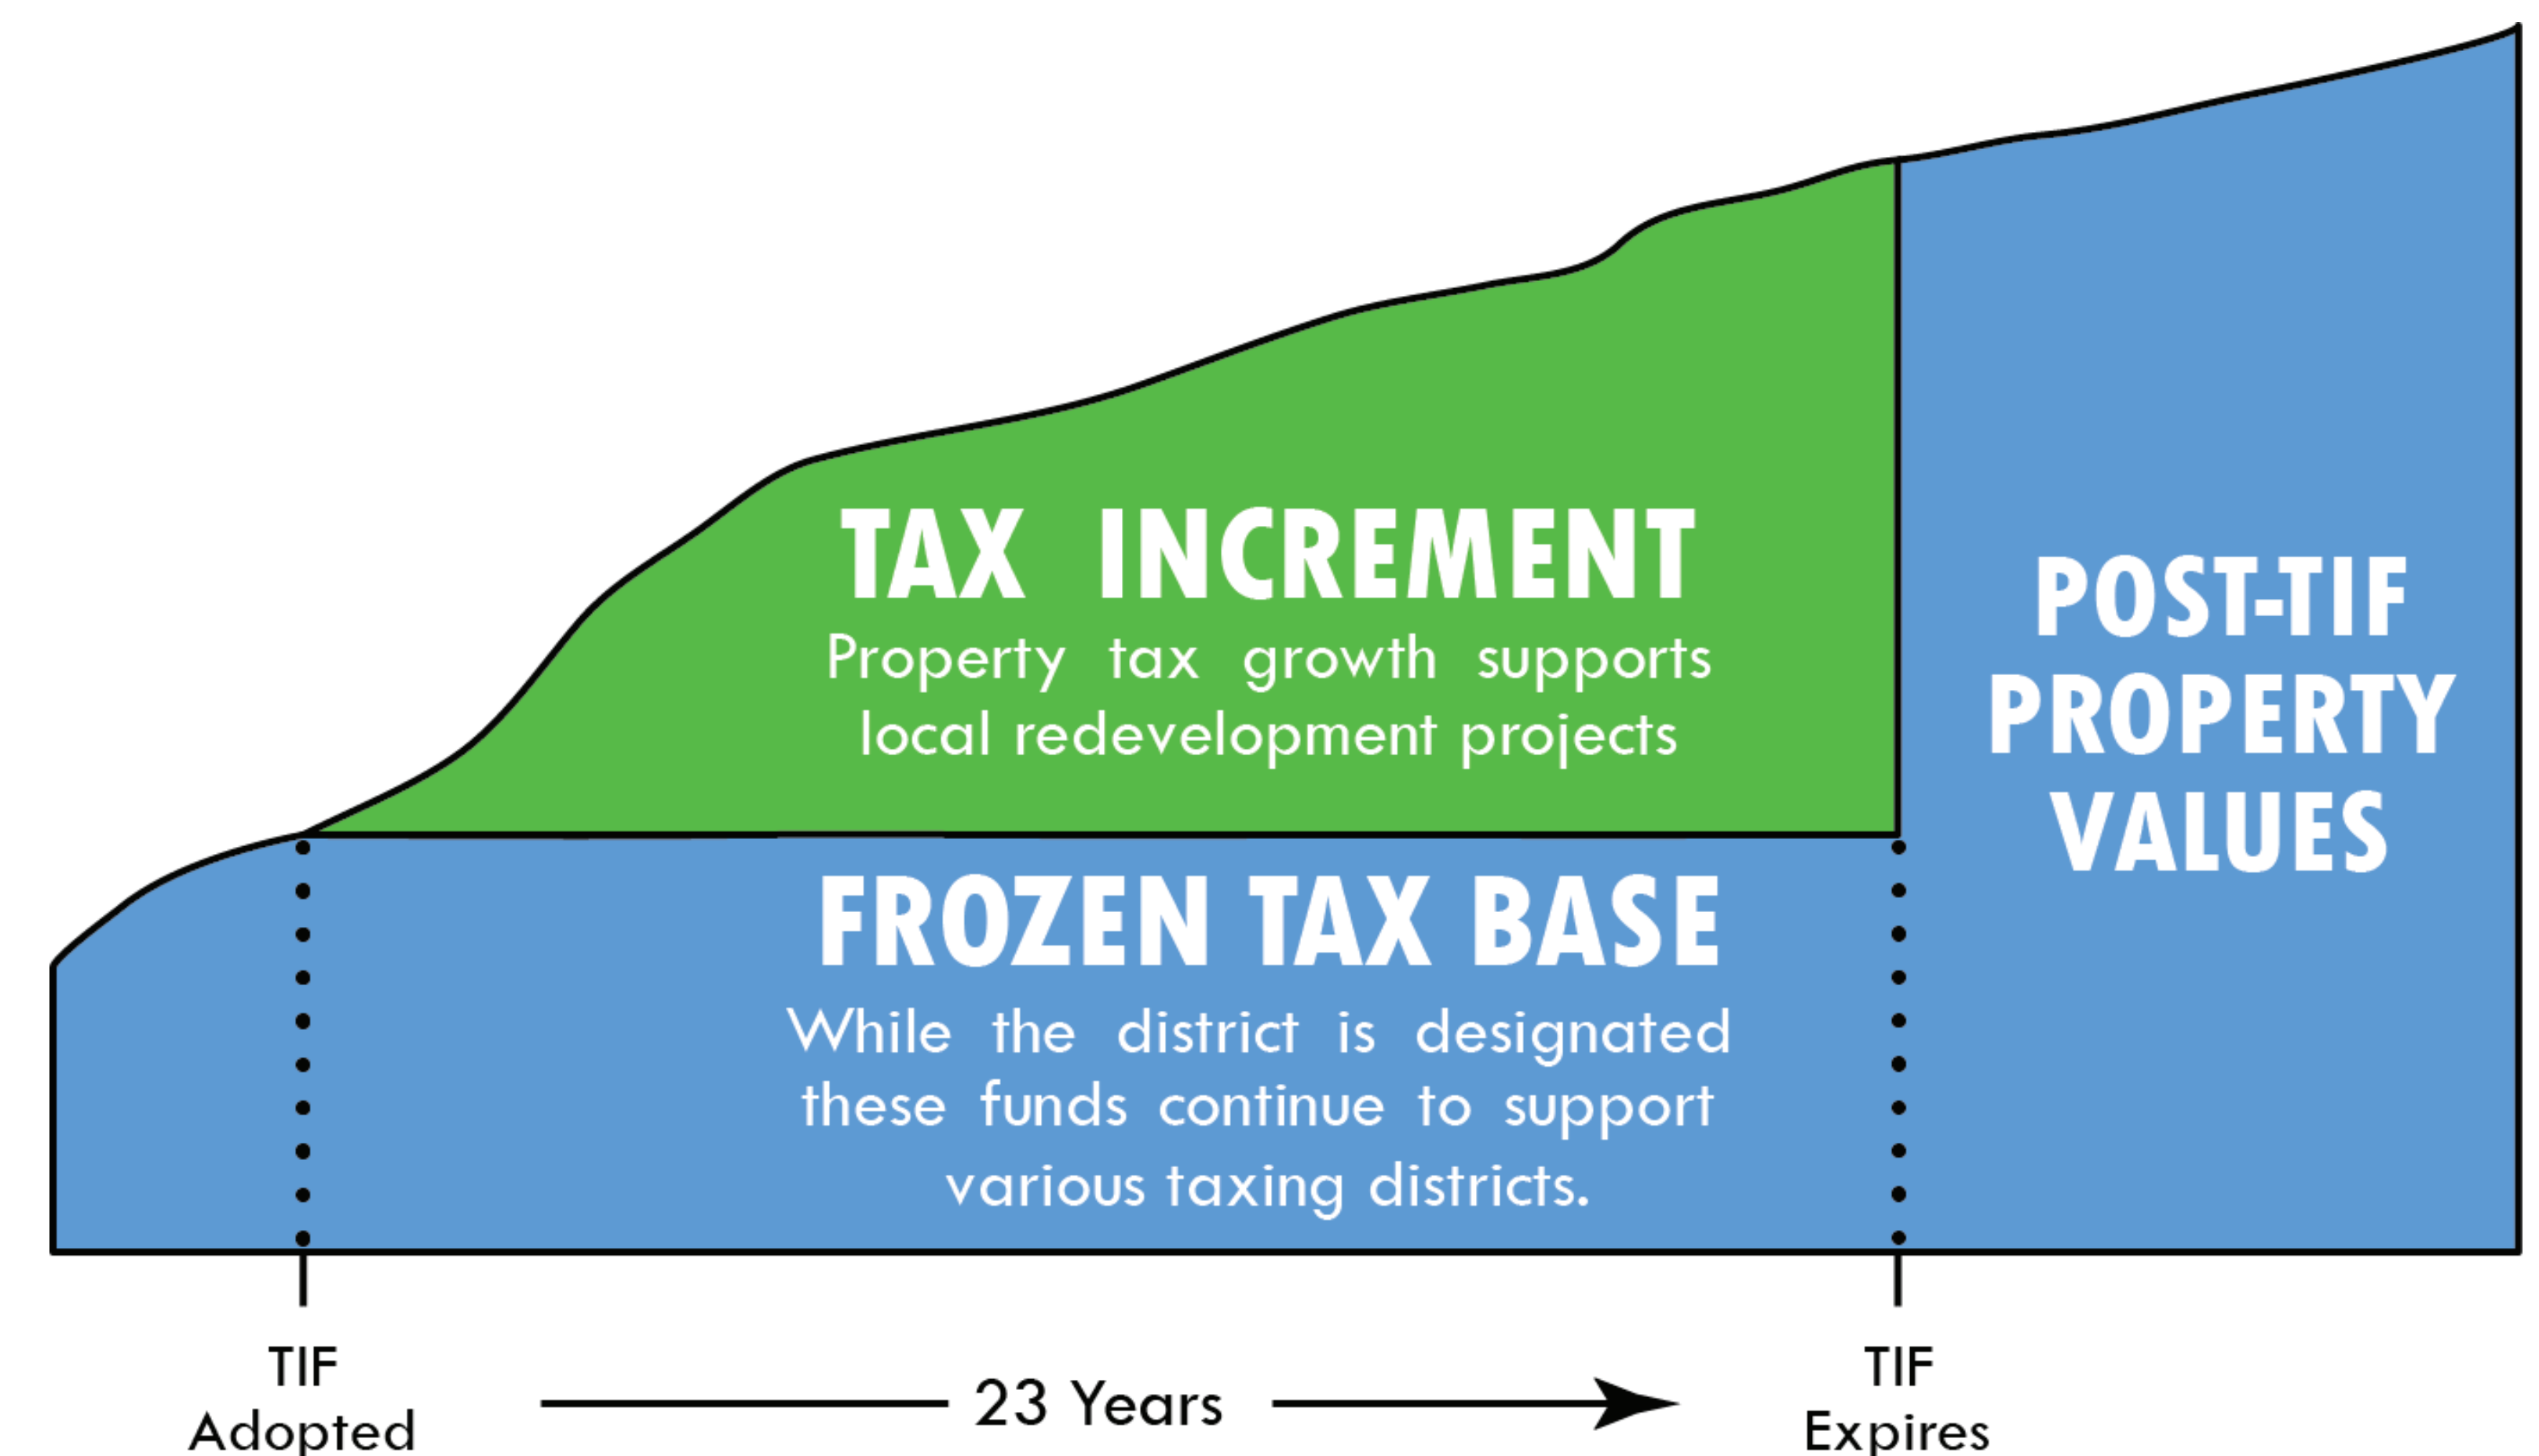 TAX INCREMENT
Property tax growth supports
local redevelopment projects
FROZEN TAX BASE
While the district is designated
these funds continue to support
various taxing districts.
POST-TIF
PROPERTY
VALUES
TIF
Adopted
23 Years
TIF
Expires